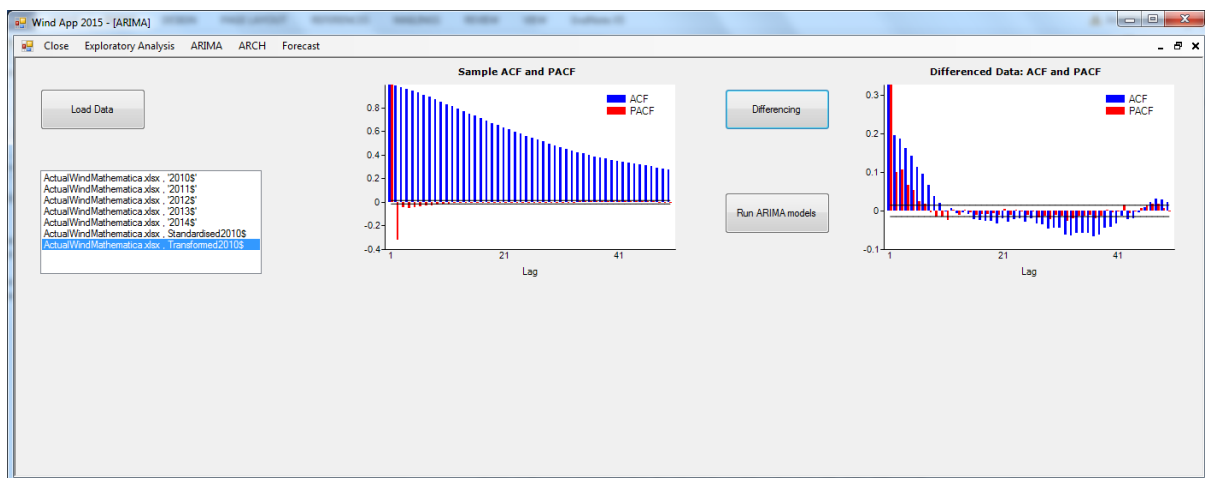 Wind App 2015 - [ARIMA]
Close Exploratory Analysis ARIMA ARCH Forecast
Load Data
ActualWindMathematica.xlsx , '2010$'
ActualWindMathematica.xlsx , '2011$'
ActualWindMathematica.xlsx , '2012$'
ActualWindMathematica.xlsx , '2013$'
ActualWindMathematica.xlsx , '2014$'
ActualWindMathematica.xlsx , Standardised2010$
ActualWindMathematica.xlsx , Transformed2010$
Sample ACF and PACF
ACF
PACF
0.8
0.6
0.4
0.2
0
-0.2
-0.4
1 21 41
Lag
Differencing
Run ARIMA models
Differenced Data: ACF and PACF
ACF
PACF
0.3
0.2
0.1
0
-0.1
1 21 41
Lag